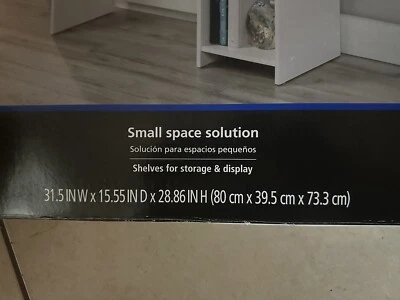 Small space solution
Solución para espacios pequeños
Shelves for storage & display
31.5 IN W x 15.55 IN D x 28.86 IN H (80 cm x 39.5 cm x 73.3 cm)